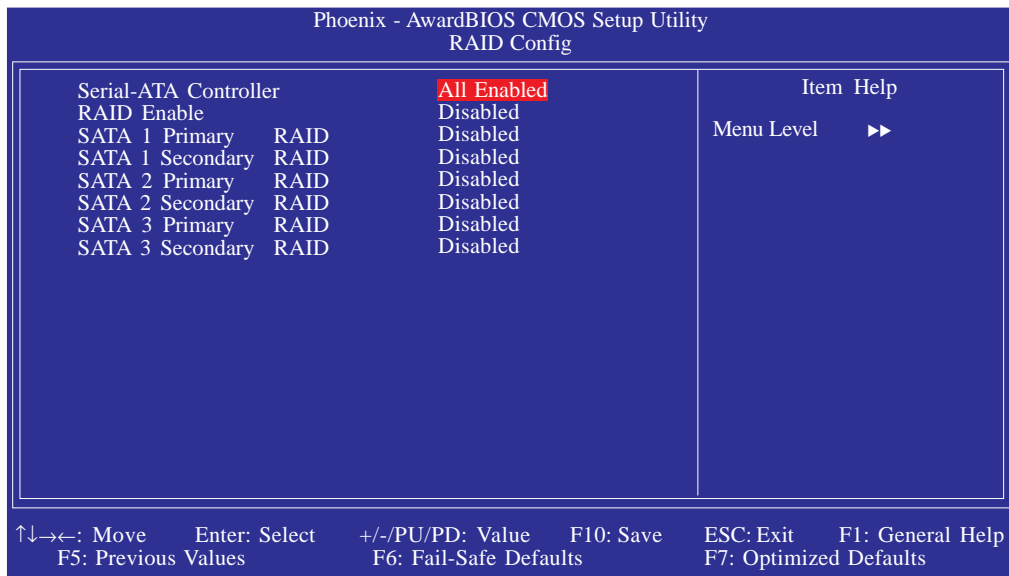 Phoenix - AwardBIOS CMOS Setup Utility
RAID Config
Serial-ATA Controller All Enabled
RAID Enable Disabled
SATA 1 Primary RAID Disabled
SATA 1 Secondary RAID Disabled
SATA 2 Primary RAID Disabled
SATA 2 Secondary RAID Disabled
SATA 3 Primary RAID Disabled
SATA 3 Secondary RAID Disabled
Item Help
Menu Level ▶▶
↑↓→←: Move Enter: Select +/-/PU/PD: Value F10: Save ESC: Exit F1: General Help
F5: Previous Values F6: Fail-Safe Defaults F7: Optimized Defaults